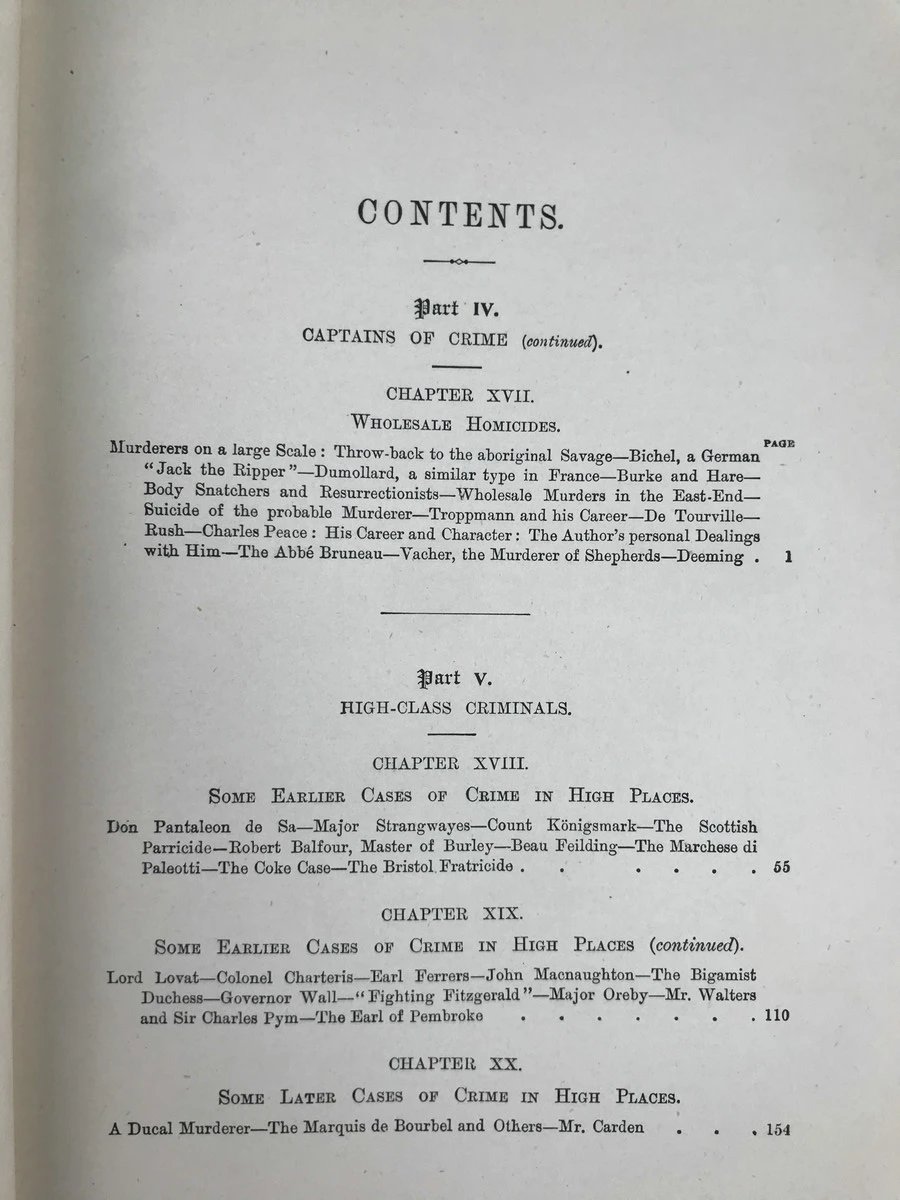 CONTENTS.
Part IV.
CAPTAINS OF CRIME (continued).
CHAPTER XVII.
WHOLESALE HOMICIDES.
PAGE
Murderers on a large Scale: Throw-back to the aboriginal Savage—Bichel, a German
"Jack the Ripper"—Dumollard, a similar type in France—Burke and Hare—
Body Snatchers and Resurrectionists—Wholesale Murders in the East-End—
Suicide of the probable Murderer—Troppmann and his Career—De Tourville—
Rush—Charles Peace: His Career and Character: The Author's personal Dealings
with Him—The Abbé Bruneau—Vacher, the Murderer of Shepherds—Deeming . 1
Part V.
HIGH-CLASS CRIMINALS.
CHAPTER XVIII.
SOME EARLIER CASES OF CRIME IN HIGH PLACES.
Don Pantaleon de Sa—Major Strangwayes—Count Königsmark—The Scottish
Parricide—Robert Balfour, Master of Burley—Beau Feilding—The Marchese di
Paleotti—The Coke Case—The Bristol Fratricide . . . . . . 55
CHAPTER XIX.
SOME EARLIER CASES OF CRIME IN HIGH PLACES (continued).
Lord Lovat—Colonel Charteris—Earl Ferrers—John Macnaughton—The Bigamist
Duchess—Governor Wall—"Fighting Fitzgerald"—Major Oreby—Mr. Walters
and Sir Charles Pym—The Earl of Pembroke . . . . . . . 110
CHAPTER XX.
SOME LATER CASES OF CRIME IN HIGH PLACES.
A Ducal Murderer—The Marquis de Bourbel and Others—Mr. Carden . . . 154